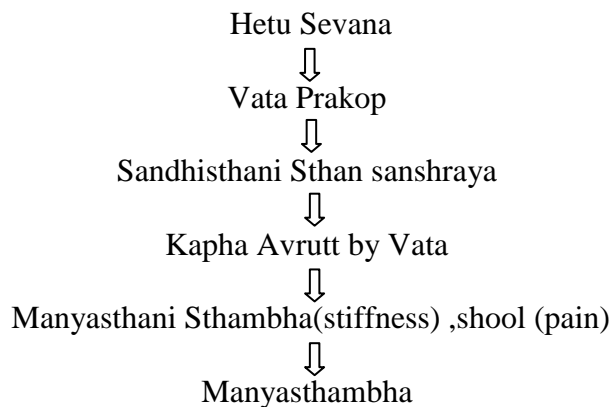 Hetu Sevana
Vata Prakop
Sandhisthani Sthan sanshraya
Kapha Avrutt by Vata
Manyasthani Sthambha(stiffness) ,shool (pain)
Manyasthambha